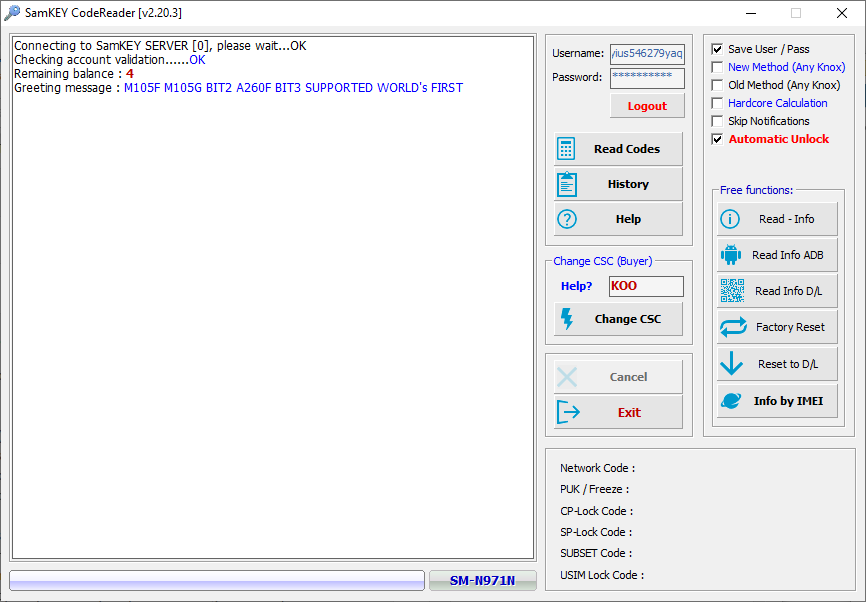 SamKEY CodeReader [v2.20.3]
Connecting to SamKEY SERVER [0], please wait...OK
Checking account validation......OK
Remaining balance : 4
Greeting message : M105F M105G BIT2 A260F BIT3 SUPPORTED WORLD's FIRST
Username: yius546279yaq
Password: **********
Logout
Read Codes
History
Help
Change CSC (Buyer)
Help? KOO
Change CSC
Cancel
Exit
Save User / Pass
New Method (Any Knox)
Old Method (Any Knox)
Hardcore Calculation
Skip Notifications
Automatic Unlock
Free functions:
Read - Info
Read Info ADB
Read Info D/L
Factory Reset
Reset to D/L
Info by IMEI
Network Code :
PUK / Freeze :
CP-Lock Code :
SP-Lock Code :
SUBSET Code :
USIM Lock Code :
SM-N971N